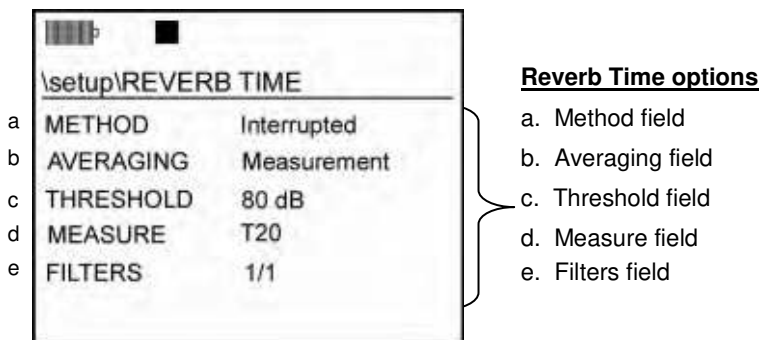 \setup\REVERB TIME
a METHOD Interrupted
b AVERAGING Measurement
c THRESHOLD 80 dB
d MEASURE T20
e FILTERS 1/1
Reverb Time options
a. Method field
b. Averaging field
c. Threshold field
d. Measure field
e. Filters field